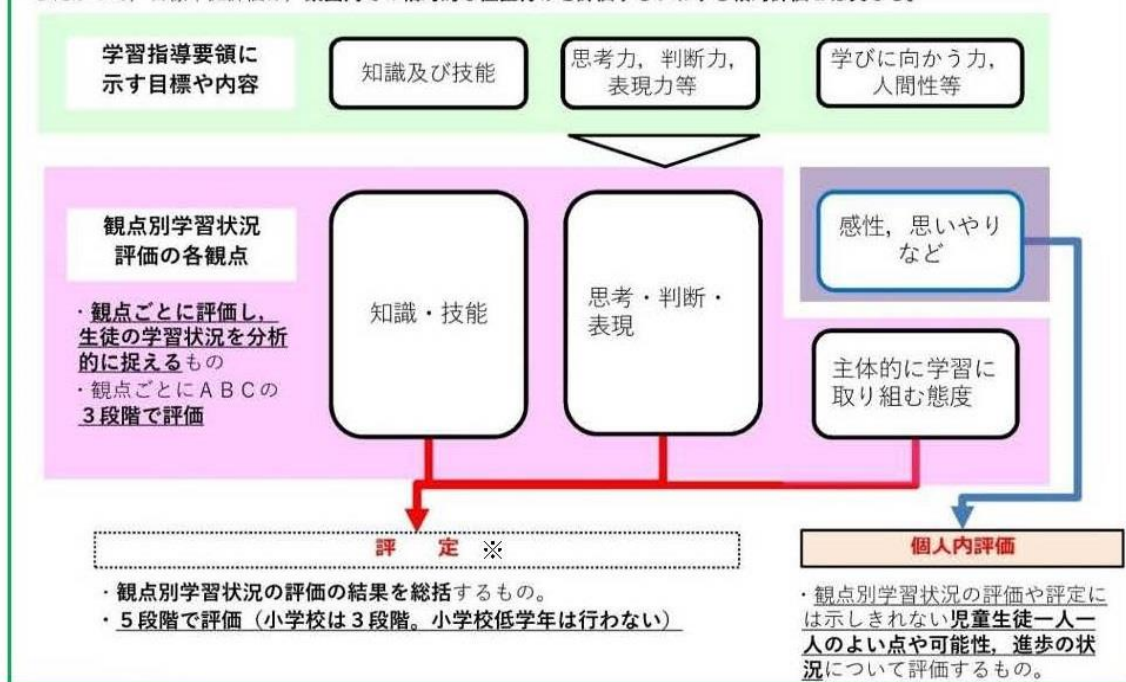 学習指導要領に
示す目標や内容
知識及び技能
思考力，判断力，
表現力等
学びに向かう力，
人間性等
観点別学習状況
評価の各観点
・観点ごとに評価し，
生徒の学習状況を分析
的に捉えるもの
・観点ごとにＡＢＣの
３段階で評価
知識・技能
思考・判断・
表現
感性，思いやり
など
主体的に学習に
取り組む態度
評　定　※
・観点別学習状況の評価の結果を総括するもの。
・５段階で評価（小学校は３段階。小学校低学年は行わない）
個人内評価
・観点別学習状況の評価や評定に
は示しきれない児童生徒一人一
人のよい点や可能性，進歩の状
況について評価するもの。